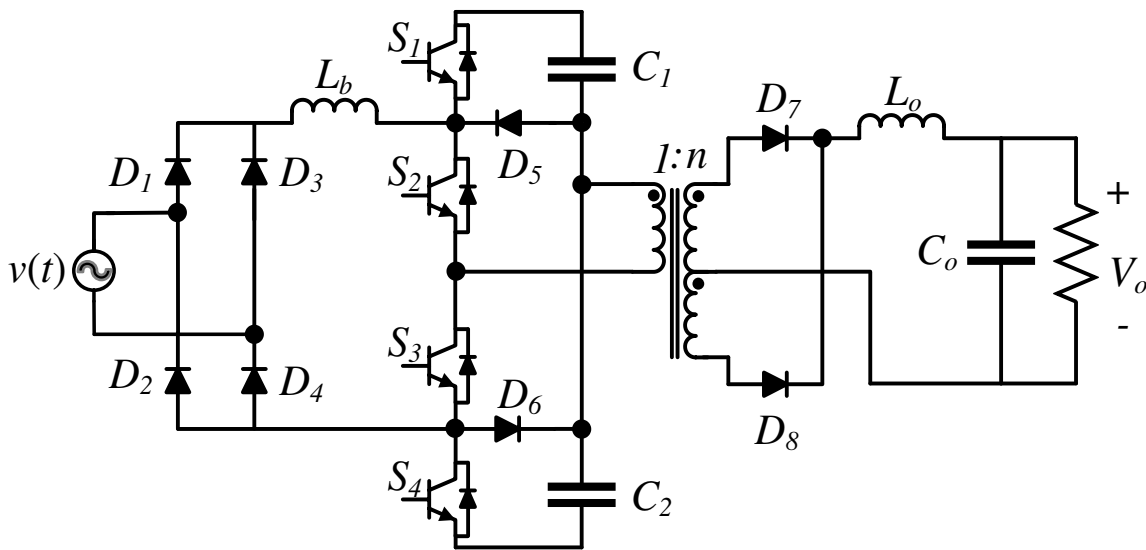 S1
C1
Lb
D7
Lo
D5
1:n
D1
D3
S2
+
v(t)
Co
Vo
-
S3
D2
D4
D6
D8
S4
C2